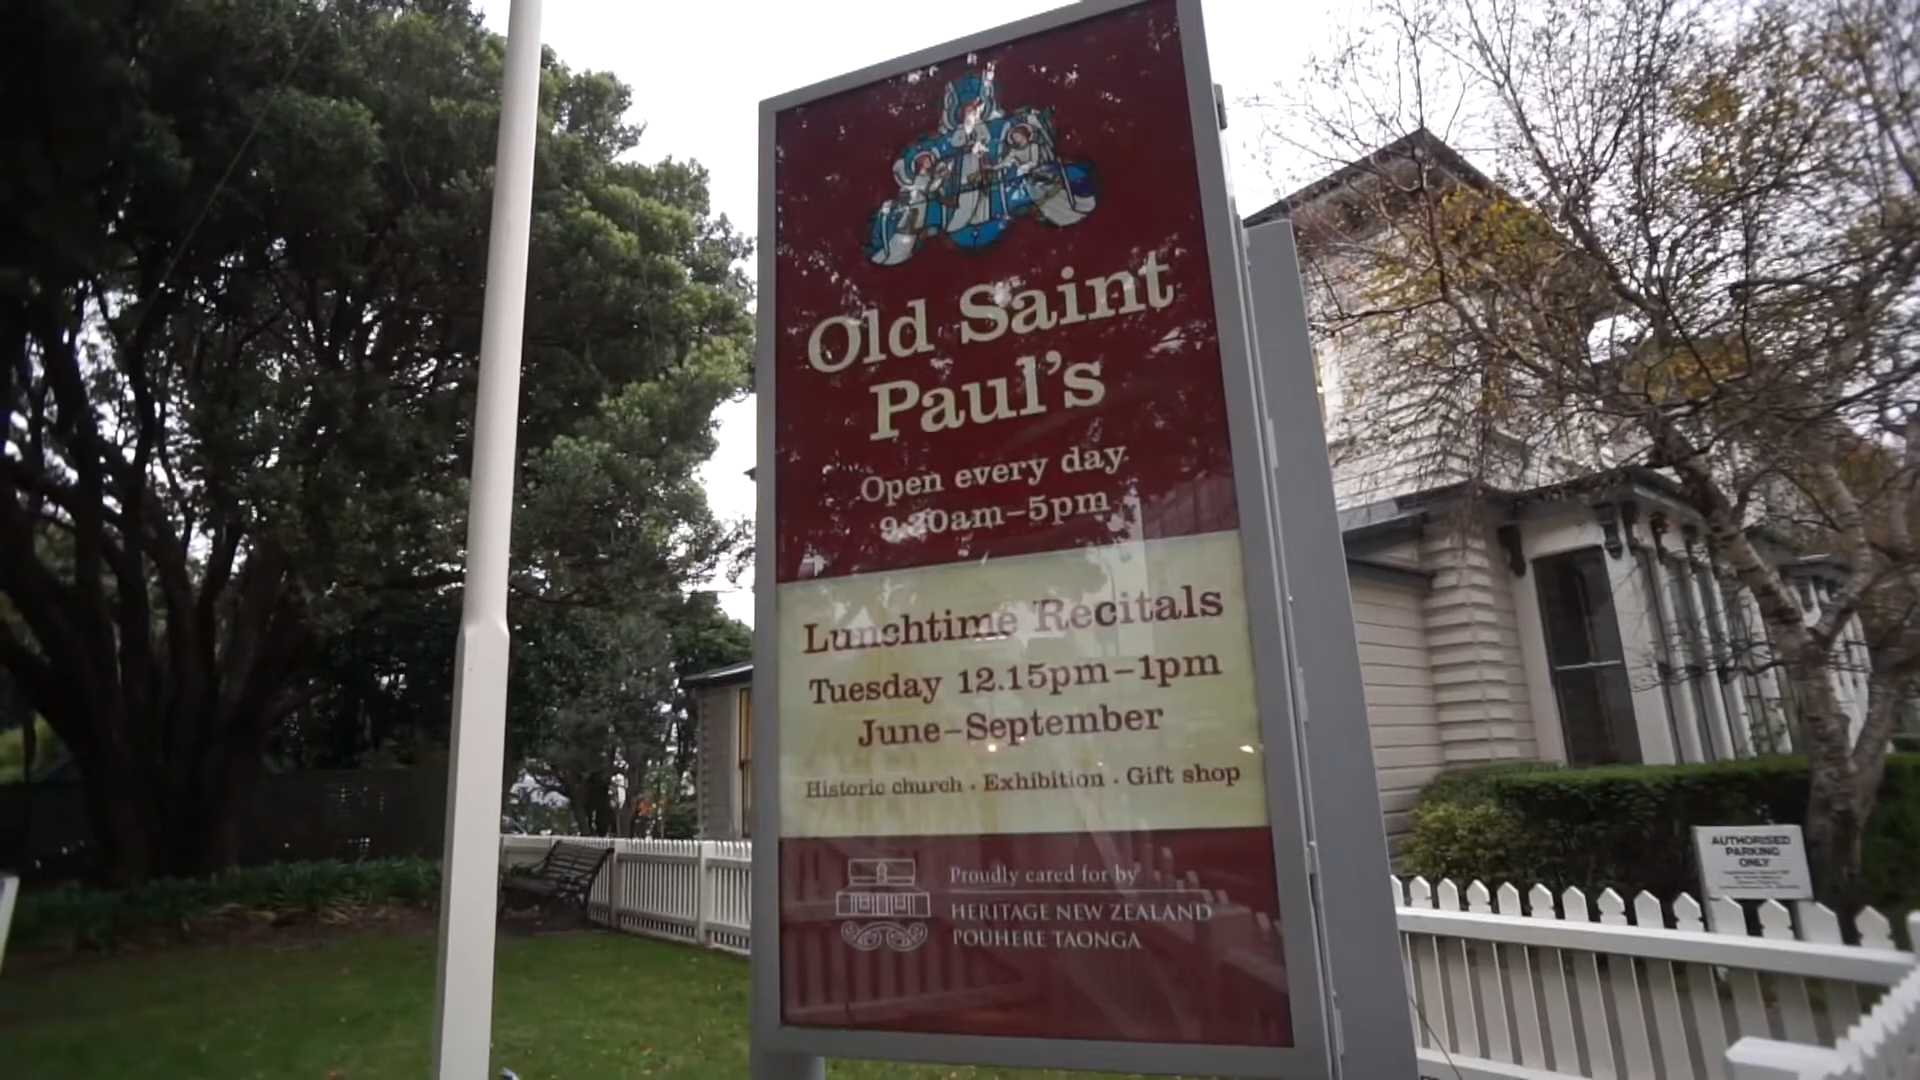 Old Saint
Paul's
Open every day
9.30am–5pm
Lunchtime Recitals
Tuesday 12.15pm–1pm
June–September
Historic church · Exhibition · Gift shop
Proudly cared for by
HERITAGE NEW ZEALAND
POUHERE TAONGA
AUTHORISED
PARKING
ONLY